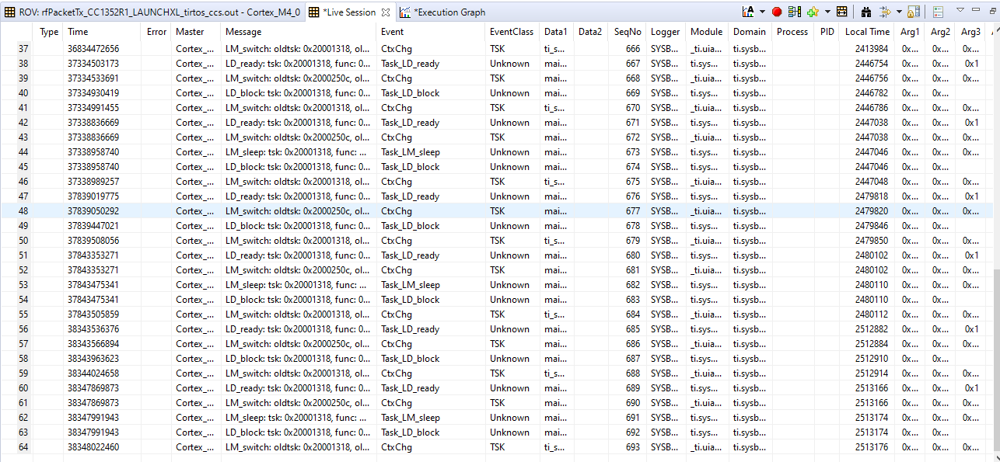 ROV: rfPacketTx_CC1352R1_LAUNCHXL_tirtos_ccs.out - Cortex_M4_0 *Live Session *Execution Graph
Type Time Error Master Message Event EventClass Data1 Data2 SeqNo Logger Module Domain Process PID Local Time Arg1 Arg2 Arg3
37 36834472656 Cortex_... LM_switch: oldtsk: 0x20001318, ol... CtxChg TSK ti_s... 666 SYSB... _ti.uia... ti.sysb... 2413984 0x... 0x... 0x...
38 37334503173 Cortex_... LD_ready: tsk: 0x20001318, func: 0... Task_LD_ready Unknown mai... 667 SYSB... ti.sys... ti.sysb... 2446754 0x... 0x... 0x1
39 37334533691 Cortex_... LM_switch: oldtsk: 0x2000250c, ol... CtxChg TSK mai... 668 SYSB... _ti.uia... ti.sysb... 2446756 0x... 0x... 0x...
40 37334930419 Cortex_... LD_block: tsk: 0x20001318, func: 0... Task_LD_block Unknown mai... 669 SYSB... ti.sys... ti.sysb... 2446782 0x... 0x...
41 37334991455 Cortex_... LM_switch: oldtsk: 0x20001318, ol... CtxChg TSK ti_s... 670 SYSB... _ti.uia... ti.sysb... 2446786 0x... 0x... 0x...
42 37338836669 Cortex_... LD_ready: tsk: 0x20001318, func: 0... Task_LD_ready Unknown mai... 671 SYSB... ti.sys... ti.sysb... 2447038 0x... 0x... 0x1
43 37338836669 Cortex_... LM_switch: oldtsk: 0x2000250c, ol... CtxChg TSK mai... 672 SYSB... _ti.uia... ti.sysb... 2447038 0x... 0x... 0x...
44 37338958740 Cortex_... LM_sleep: tsk: 0x20001318, func: ... Task_LM_sleep Unknown mai... 673 SYSB... ti.sys... ti.sysb... 2447046 0x... 0x... 0x...
45 37338958740 Cortex_... LD_block: tsk: 0x20001318, func: 0... Task_LD_block Unknown mai... 674 SYSB... ti.sys... ti.sysb... 2447046 0x... 0x...
46 37338989257 Cortex_... LM_switch: oldtsk: 0x20001318, ol... CtxChg TSK ti_s... 675 SYSB... _ti.uia... ti.sysb... 2447048 0x... 0x... 0x...
47 37839019775 Cortex_... LD_ready: tsk: 0x20001318, func: 0... Task_LD_ready Unknown mai... 676 SYSB... ti.sys... ti.sysb... 2479818 0x... 0x... 0x1
48 37839050292 Cortex_... LM_switch: oldtsk: 0x2000250c, ol... CtxChg TSK mai... 677 SYSB... _ti.uia... ti.sysb... 2479820 0x... 0x... 0x...
49 37839447021 Cortex_... LD_block: tsk: 0x20001318, func: 0... Task_LD_block Unknown mai... 678 SYSB... ti.sys... ti.sysb... 2479846 0x... 0x...
50 37839508056 Cortex_... LM_switch: oldtsk: 0x20001318, ol... CtxChg TSK ti_s... 679 SYSB... _ti.uia... ti.sysb... 2479850 0x... 0x... 0x...
51 37843353271 Cortex_... LD_ready: tsk: 0x20001318, func: 0... Task_LD_ready Unknown mai... 680 SYSB... ti.sys... ti.sysb... 2480102 0x... 0x... 0x1
52 37843353271 Cortex_... LM_switch: oldtsk: 0x2000250c, ol... CtxChg TSK mai... 681 SYSB... _ti.uia... ti.sysb... 2480102 0x... 0x... 0x...
53 37843475341 Cortex_... LM_sleep: tsk: 0x20001318, func: ... Task_LM_sleep Unknown mai... 682 SYSB... ti.sys... ti.sysb... 2480110 0x... 0x... 0x...
54 37843475341 Cortex_... LD_block: tsk: 0x20001318, func: 0... Task_LD_block Unknown mai... 683 SYSB... ti.sys... ti.sysb... 2480110 0x... 0x...
55 37843505859 Cortex_... LM_switch: oldtsk: 0x20001318, ol... CtxChg TSK ti_s... 684 SYSB... _ti.uia... ti.sysb... 2480112 0x... 0x... 0x...
56 38343536376 Cortex_... LD_ready: tsk: 0x20001318, func: 0... Task_LD_ready Unknown mai... 685 SYSB... ti.sys... ti.sysb... 2512882 0x... 0x... 0x1
57 38343566894 Cortex_... LM_switch: oldtsk: 0x2000250c, ol... CtxChg TSK mai... 686 SYSB... _ti.uia... ti.sysb... 2512884 0x... 0x... 0x...
58 38343963623 Cortex_... LD_block: tsk: 0x20001318, func: 0... Task_LD_block Unknown mai... 687 SYSB... ti.sys... ti.sysb... 2512910 0x... 0x...
59 38344024658 Cortex_... LM_switch: oldtsk: 0x20001318, ol... CtxChg TSK ti_s... 688 SYSB... _ti.uia... ti.sysb... 2512914 0x... 0x... 0x...
60 38347869873 Cortex_... LD_ready: tsk: 0x20001318, func: 0... Task_LD_ready Unknown mai... 689 SYSB... ti.sys... ti.sysb... 2513166 0x... 0x... 0x1
61 38347869873 Cortex_... LM_switch: oldtsk: 0x2000250c, ol... CtxChg TSK mai... 690 SYSB... _ti.uia... ti.sysb... 2513166 0x... 0x... 0x...
62 38347991943 Cortex_... LM_sleep: tsk: 0x20001318, func: ... Task_LM_sleep Unknown mai... 691 SYSB... ti.sys... ti.sysb... 2513174 0x... 0x... 0x...
63 38347991943 Cortex_... LD_block: tsk: 0x20001318, func: 0... Task_LD_block Unknown mai... 692 SYSB... ti.sys... ti.sysb... 2513174 0x... 0x...
64 38348022460 Cortex_... LM_switch: oldtsk: 0x20001318, ol... CtxChg TSK ti_s... 693 SYSB... _ti.uia... ti.sysb... 2513176 0x... 0x... 0x...